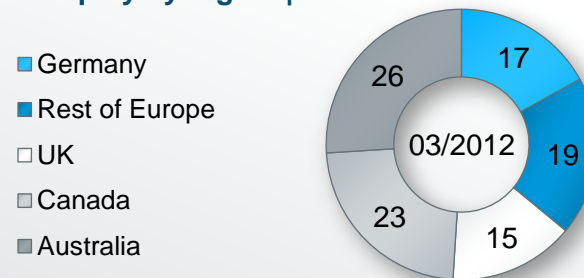 Germany
Rest of Europe
UK
Canada
Australia
17
26
03/2012
19
23
15